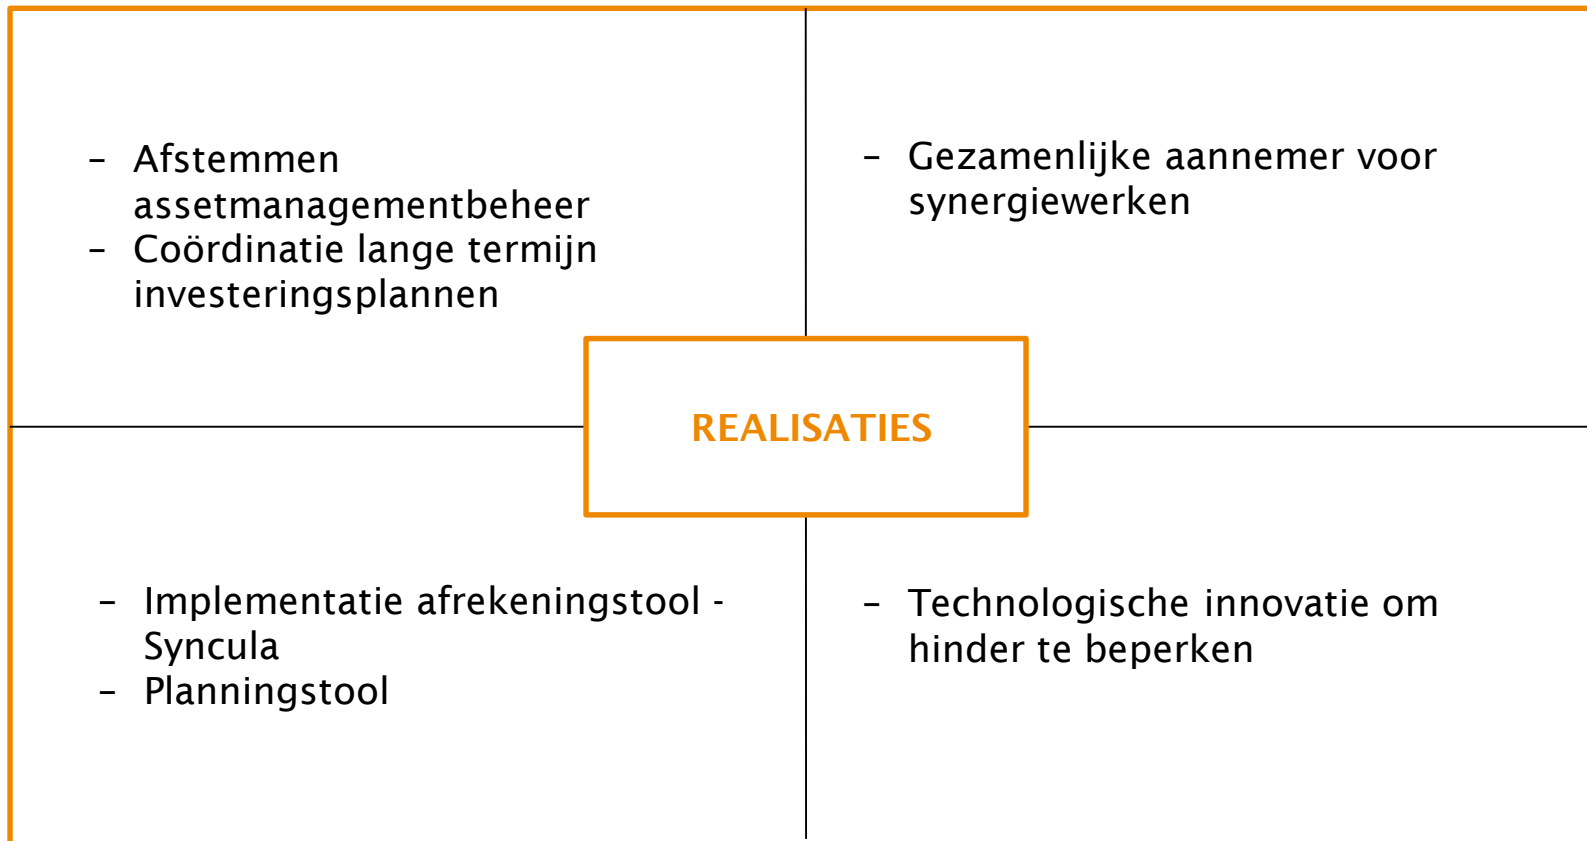 – Afstemmen
assetmanagementbeheer
– Coördinatie lange termijn
investeringsplannen
– Gezamenlijke aannemer voor
synergiewerken
REALISATIES
– Implementatie afrekeningstool -
Syncula
– Planningstool
– Technologische innovatie om
hinder te beperken